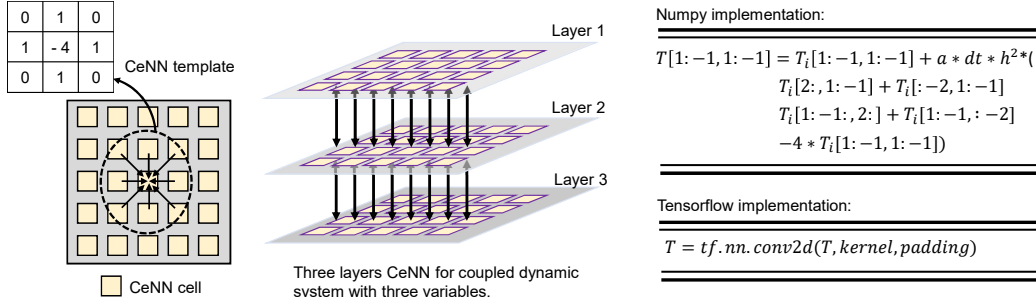 0 1 0
1 - 4 1
0 1 0
CeNN template
CeNN cell
Layer 1
Layer 2
Layer 3
Three layers CeNN for coupled dynamic
system with three variables.
Numpy implementation:
T[1: −1, 1: −1] = T_i[1: −1, 1: −1] + a ∗ dt ∗ h^2*(
T_i[2: , 1: −1] + T_i[: −2, 1: −1]
T_i[1: −1: , 2: ] + T_i[1: −1, : −2]
−4 ∗ T_i[1: −1, 1: −1])
Tensorflow implementation:
T = tf. nn. conv2d(T, kernel, padding)